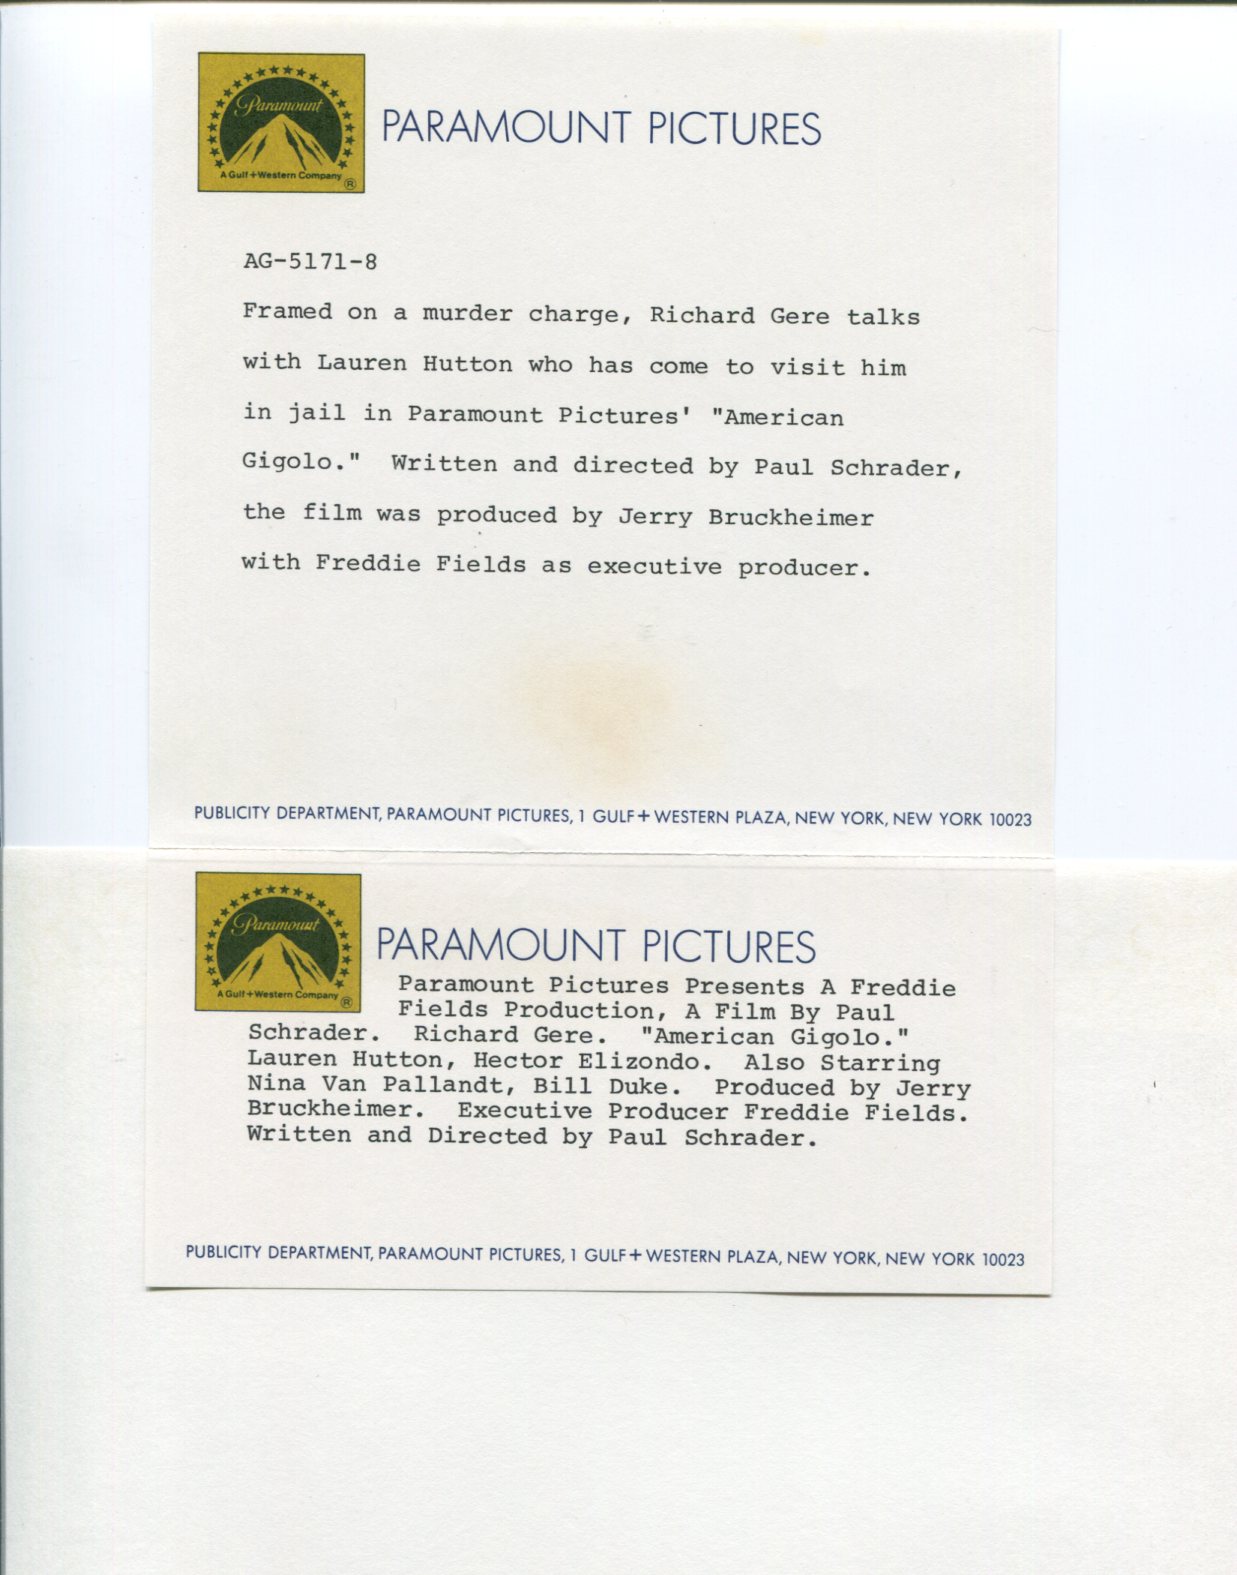 Paramount
A Gulf+Western Company
®
PARAMOUNT PICTURES
AG-5171-8
Framed on a murder charge, Richard Gere talks
with Lauren Hutton who has come to visit him
in jail in Paramount Pictures' "American
Gigolo."  Written and directed by Paul Schrader,
the film was produced by Jerry Bruckheimer
with Freddie Fields as executive producer.
PUBLICITY DEPARTMENT, PARAMOUNT PICTURES, 1 GULF+WESTERN PLAZA, NEW YORK, NEW YORK 10023
Paramount
A Gulf+Western Company
®
PARAMOUNT PICTURES
Paramount Pictures Presents A Freddie
Fields Production, A Film By Paul
Schrader.  Richard Gere.  "American Gigolo."
Lauren Hutton, Hector Elizondo.  Also Starring
Nina Van Pallandt, Bill Duke.  Produced by Jerry
Bruckheimer.  Executive Producer Freddie Fields.
Written and Directed by Paul Schrader.
PUBLICITY DEPARTMENT, PARAMOUNT PICTURES, 1 GULF+WESTERN PLAZA, NEW YORK, NEW YORK 10023